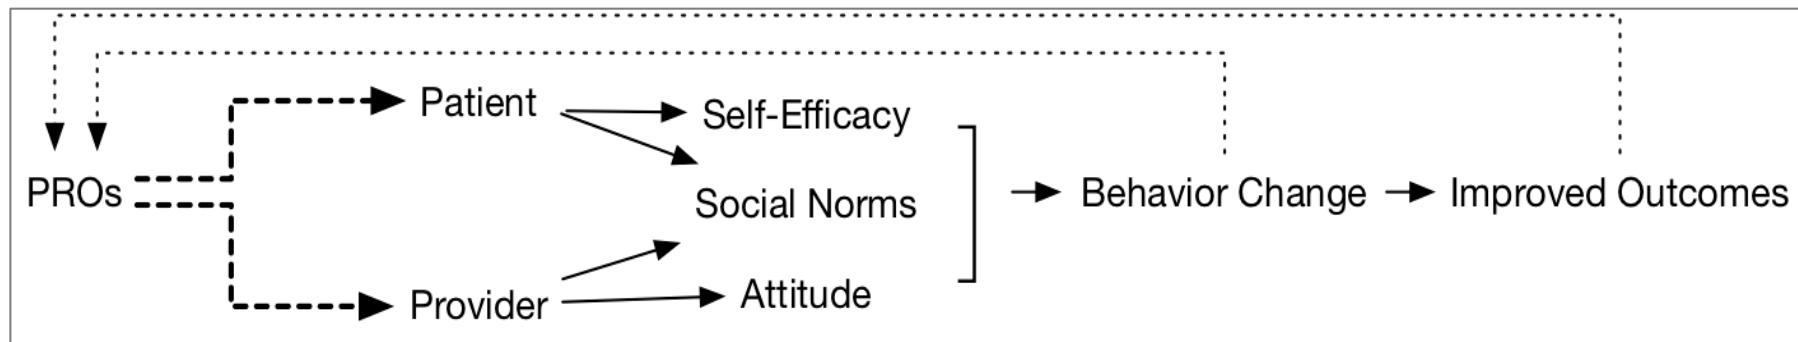 PROs
Patient
Provider
Self-Efficacy
Social Norms
Attitude
Behavior Change
Improved Outcomes